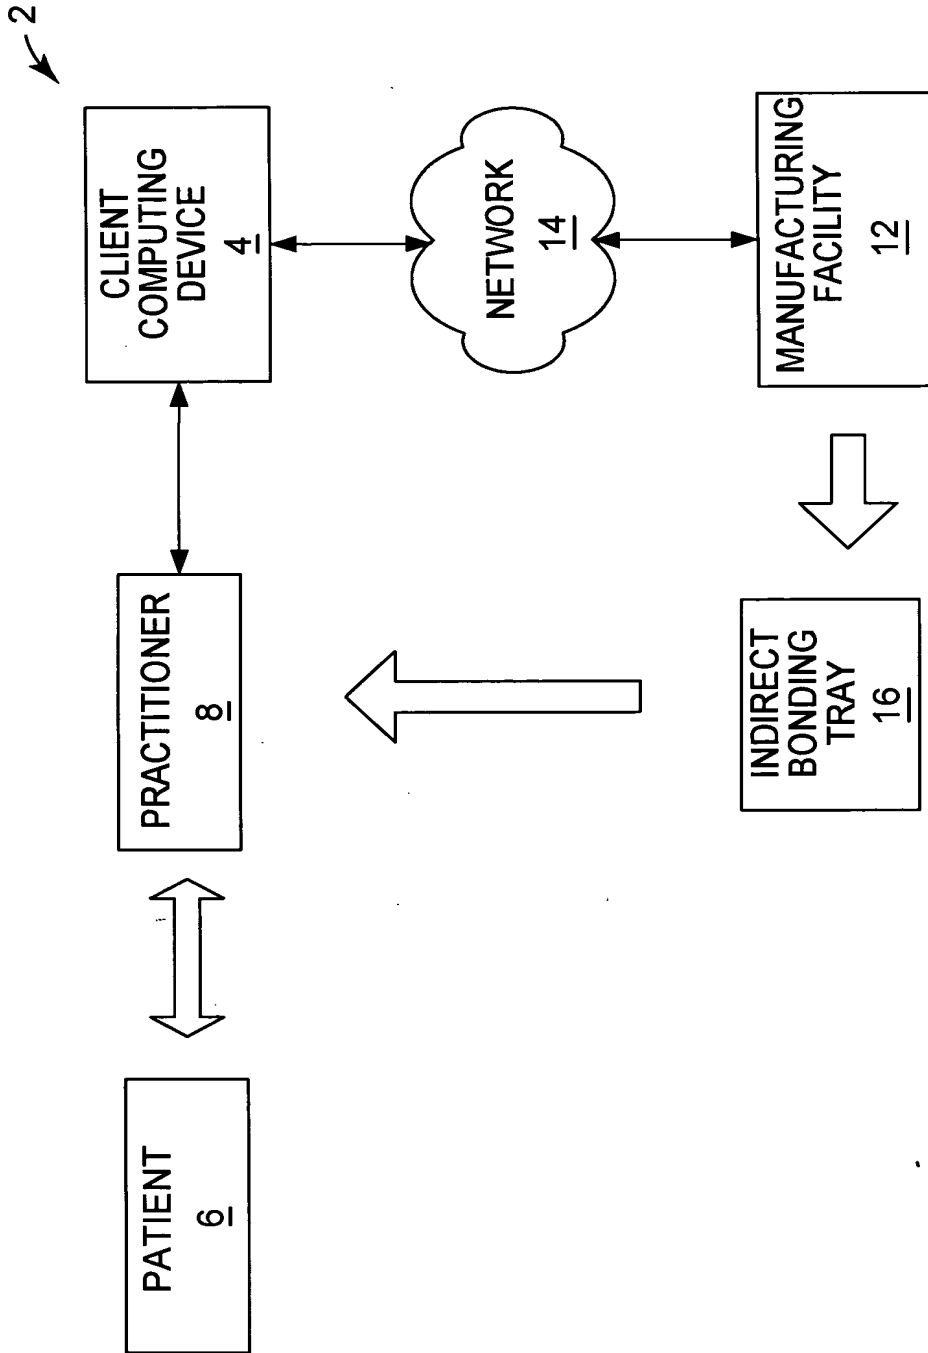 2
PATIENT
6
PRACTITIONER
8
CLIENT
COMPUTING
DEVICE
4
NETWORK
14
INDIRECT
BONDING
TRAY
16
MANUFACTURING
FACILITY
12